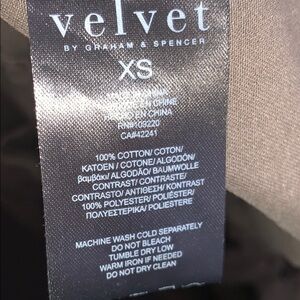 velvet
BY GRAHAM & SPENCER
XS
MADE IN CHINA
FABRIQUÉ EN CHINE
HECHO EN CHINA
RN#109220
CA#42241
100% COTTON/ COTON/
KATOEN / COTONE/ ALGODÓN/
βαμβάκι/ ALGODÃO/ BAUMWOLLE
CONTRAST/ CONTRASTE/
CONTRASTO/ ΑΝΤΙΘΕΣΗ/ KONTRAST
100% POLYESTER/ POLIÉSTER/
ΠΟΛΥΕΣΤΕΡΙΚΑ/ POLIESTERE
MACHINE WASH COLD SEPARATELY
DO NOT BLEACH
TUMBLE DRY LOW
WARM IRON IF NEEDED
DO NOT DRY CLEAN